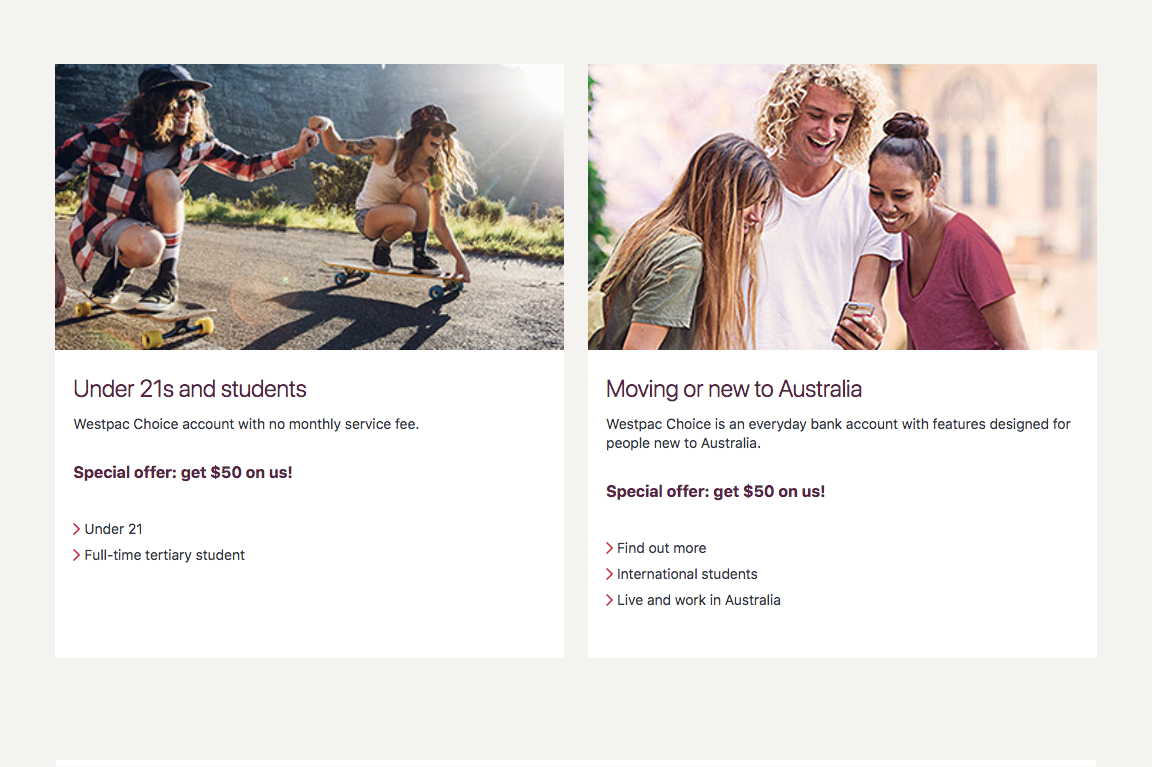 Under 21s and students
Westpac Choice account with no monthly service fee.
Special offer: get $50 on us!
Under 21
Full-time tertiary student
Moving or new to Australia
Westpac Choice is an everyday bank account with features designed for
people new to Australia.
Special offer: get $50 on us!
Find out more
International students
Live and work in Australia